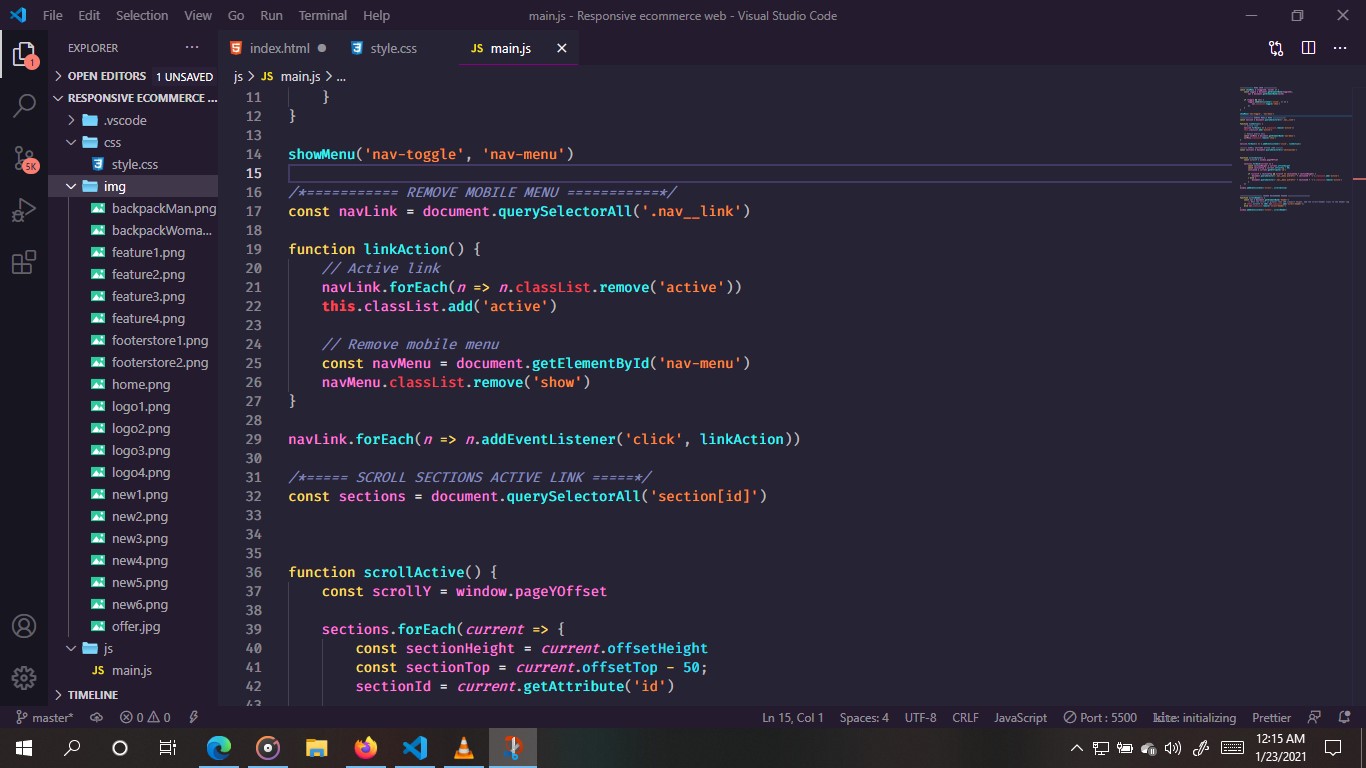 File Edit Selection View Go Run Terminal Help main.js - Responsive ecommerce web - Visual Studio Code
EXPLORER ...
1
5K
OPEN EDITORS 1 UNSAVED
RESPONSIVE ECOMMERCE ...
.vscode
css
style.css
img
backpackMan.png
backpackWoma...
feature1.png
feature2.png
feature3.png
feature4.png
footerstore1.png
footerstore2.png
home.png
logo1.png
logo2.png
logo3.png
logo4.png
new1.png
new2.png
new3.png
new4.png
new5.png
new6.png
offer.jpg
js
JS main.js
TIMELINE
index.html style.css JS main.js
js > JS main.js > ...
11 }
12 }
13
14 showMenu('nav-toggle', 'nav-menu')
15
16 /*=========== REMOVE MOBILE MENU ===========*/
17 const navLink = document.querySelectorAll('.nav__link')
18
19 function linkAction() {
20 // Active link
21 navLink.forEach(n => n.classList.remove('active'))
22 this.classList.add('active')
23
24 // Remove mobile menu
25 const navMenu = document.getElementById('nav-menu')
26 navMenu.classList.remove('show')
27 }
28
29 navLink.forEach(n => n.addEventListener('click', linkAction))
30
31 /*===== SCROLL SECTIONS ACTIVE LINK =====*/
32 const sections = document.querySelectorAll('section[id]')
33
34
35
36 function scrollActive() {
37 const scrollY = window.pageYOffset
38
39 sections.forEach(current => {
40 const sectionHeight = current.offsetHeight
41 const sectionTop = current.offsetTop - 50;
42 sectionId = current.getAttribute('id')
43
master* 0 0 Ln 15, Col 1 Spaces: 4 UTF-8 CRLF JavaScript Port : 5500 kite: initializing Prettier
12:15 AM
1/23/2021